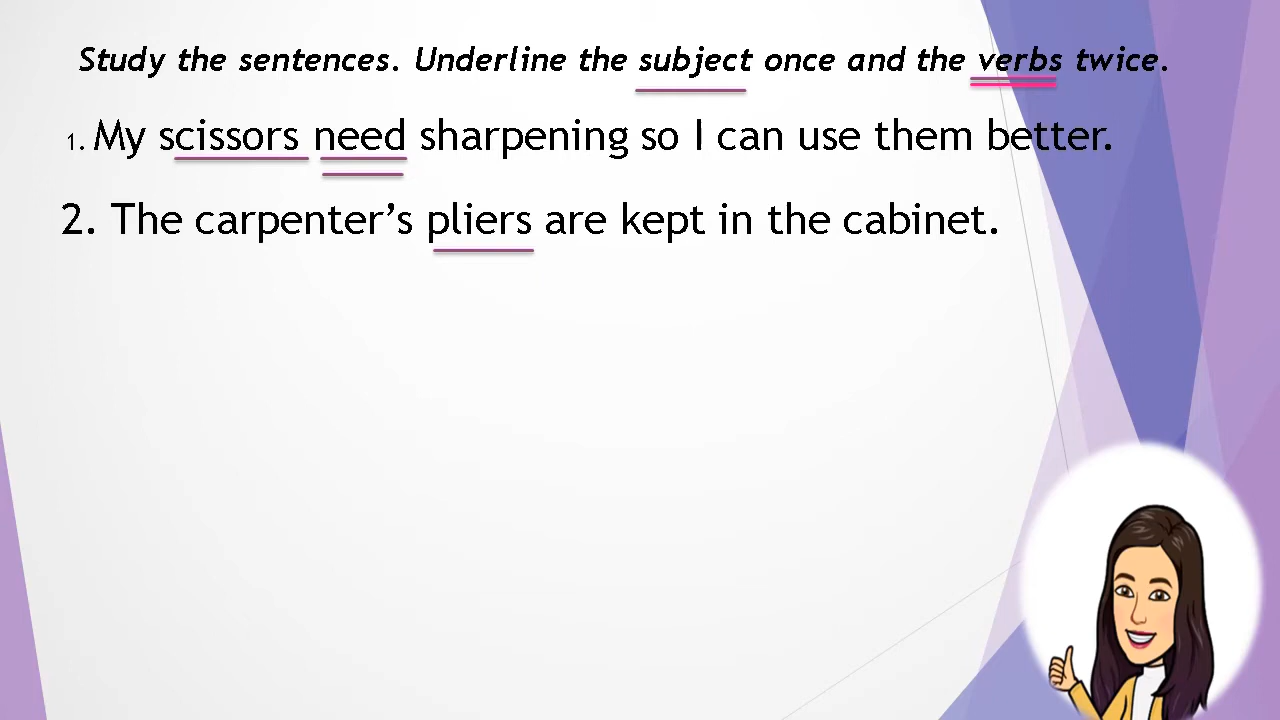 Study the sentences. Underline the subject once and the verbs twice.
1. My scissors need sharpening so I can use them better.
2. The carpenter’s pliers are kept in the cabinet.